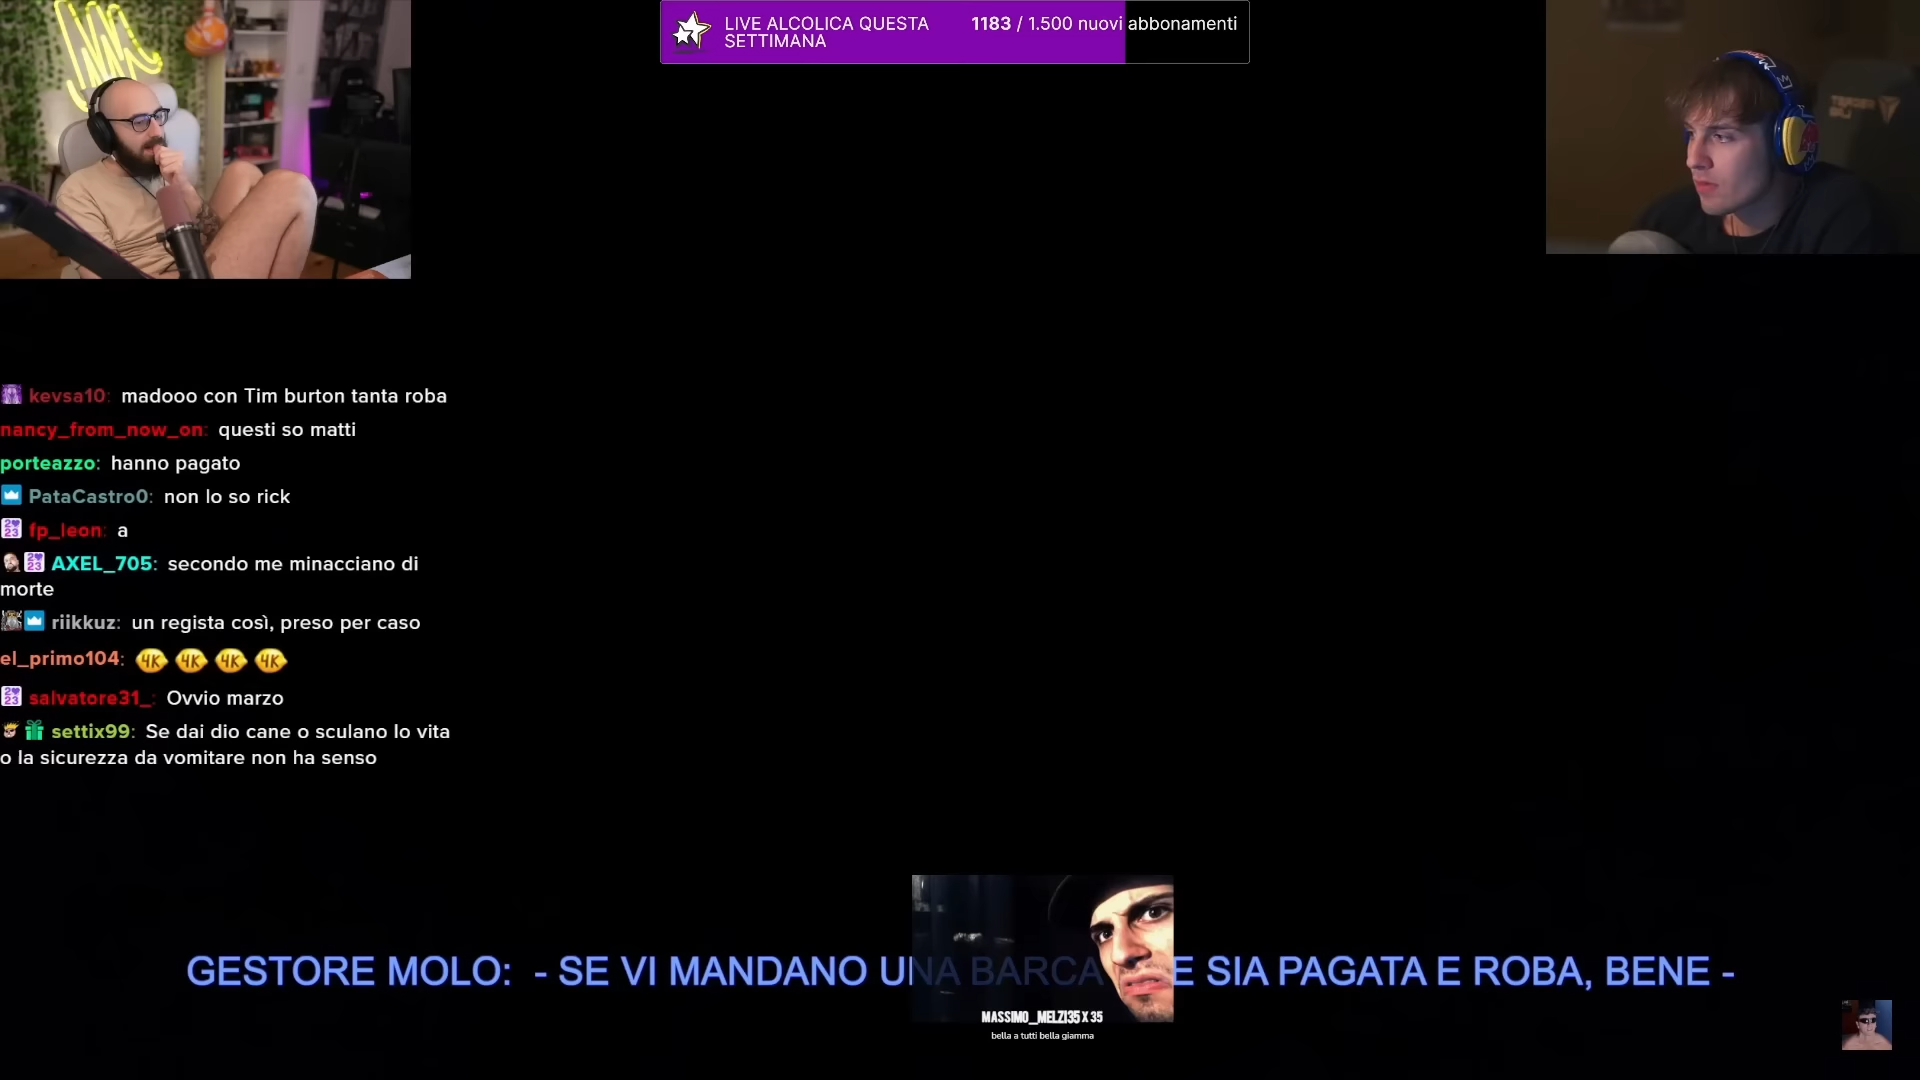 LIVE ALCOLICA QUESTA
SETTIMANA
1183 / 1.500 nuovi abbonamenti
kevsa10: madooo con Tim burton tanta roba
nancy_from_now_on: questi so matti
porteazzo: hanno pagato
PataCastro0: non lo so rick
fp_leon: a
AXEL_705: secondo me minacciano di
morte
riikkuz: un regista così, preso per caso
el_primo104: 4K 4K 4K 4K
salvatore31_: Ovvio marzo
settix99: Se dai dio cane o sculano lo vita
o la sicurezza da vomitare non ha senso
GESTORE MOLO: - SE VI MANDANO UNA BARCA E SIA PAGATA E ROBA, BENE -
MASSIMO_MELZI35 X 35
bella a tutti bella giamma